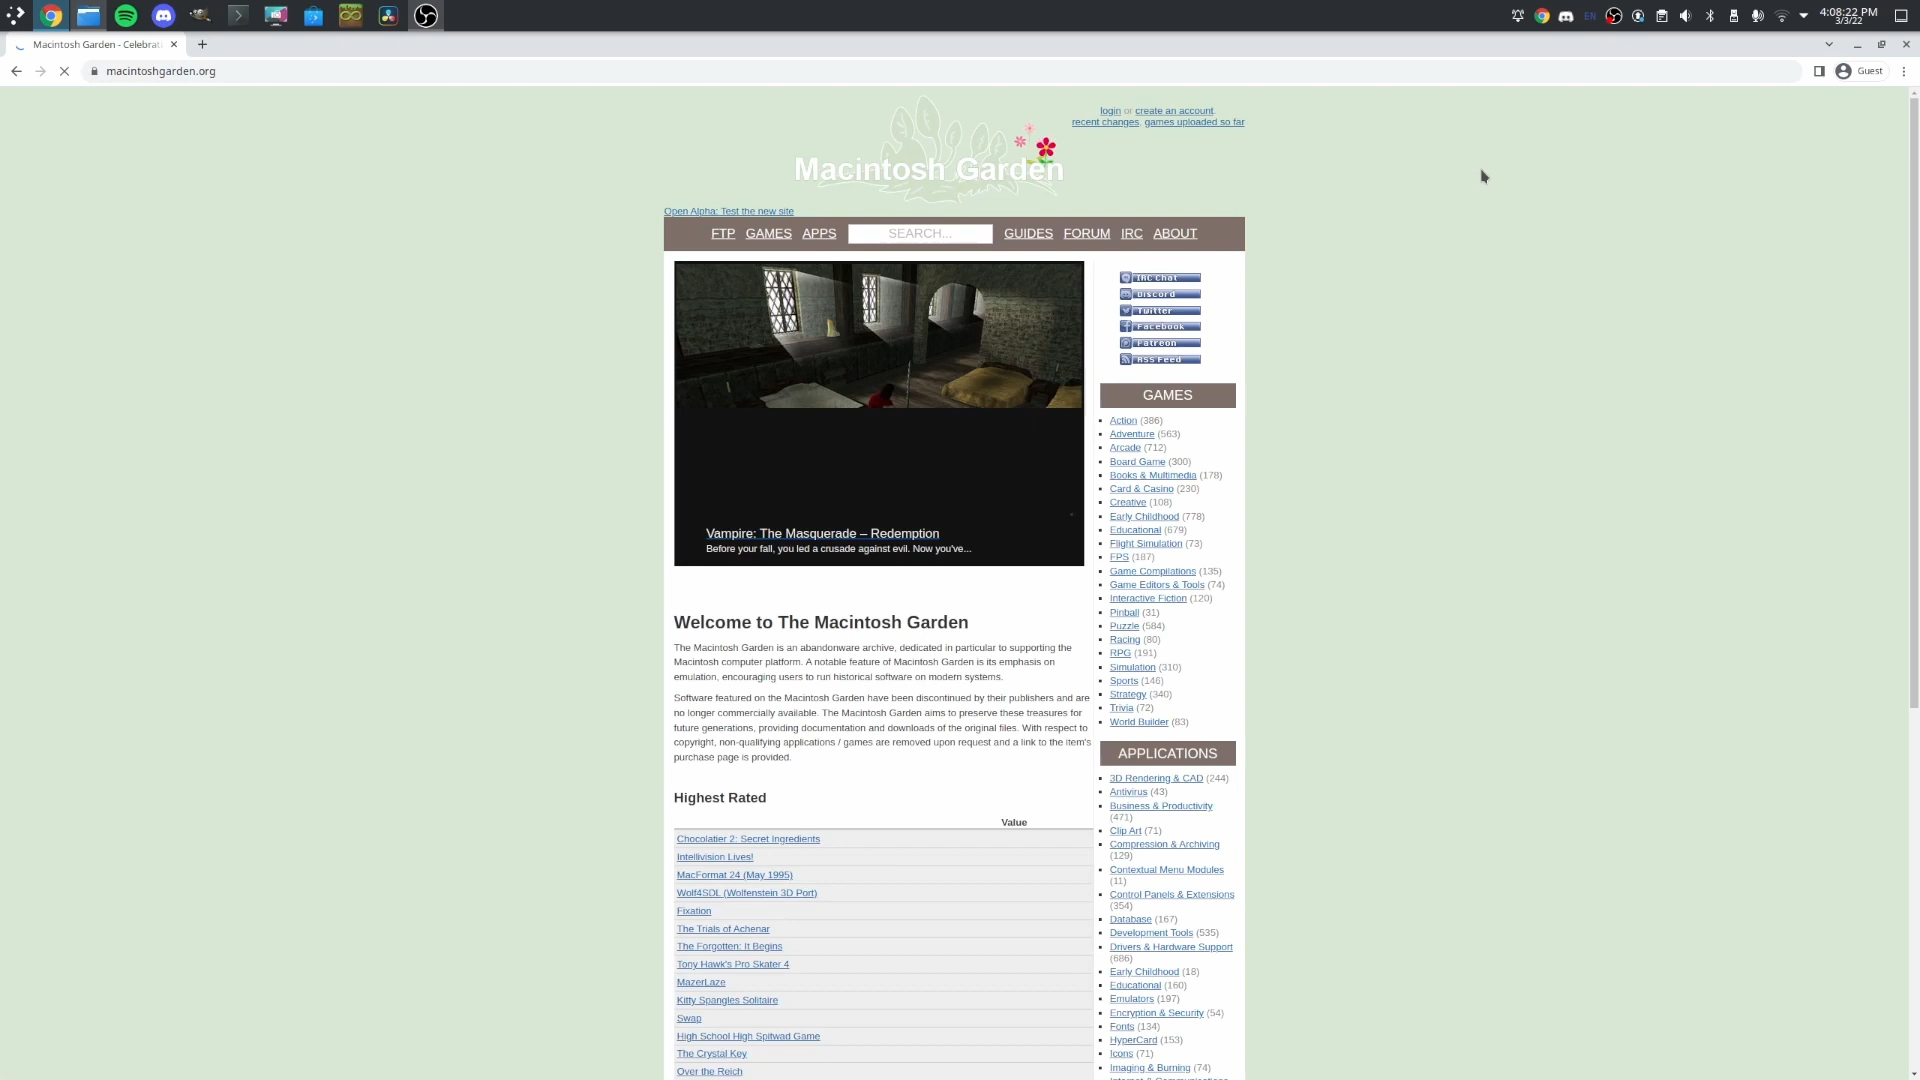 4:08:22 PM
3/3/22
EN
Macintosh Garden - Celebrati
macintoshgarden.org
Guest
login or create an account.
recent changes, games uploaded so far
Macintosh Garden
Open Alpha: Test the new site
FTP GAMES APPS SEARCH... GUIDES FORUM IRC ABOUT
Vampire: The Masquerade – Redemption
Before your fall, you led a crusade against evil. Now you've...
Welcome to The Macintosh Garden
The Macintosh Garden is an abandonware archive, dedicated in particular to supporting the
Macintosh computer platform. A notable feature of Macintosh Garden is its emphasis on
emulation, encouraging users to run historical software on modern systems.
Software featured on the Macintosh Garden have been discontinued by their publishers and are
no longer commercially available. The Macintosh Garden aims to preserve these treasures for
future generations, providing documentation and downloads of the original files. With respect to
copyright, non-qualifying applications / games are removed upon request and a link to the item's
purchase page is provided.
Highest Rated
Value
Chocolatier 2: Secret Ingredients
Intellivision Lives!
MacFormat 24 (May 1995)
Wolf4SDL (Wolfenstein 3D Port)
Fixation
The Trials of Achenar
The Forgotten: It Begins
Tony Hawk's Pro Skater 4
MazerLaze
Kitty Spangles Solitaire
Swap
High School High Spitwad Game
The Crystal Key
Over the Reich
IRC Chat
Discord
Twitter
Facebook
Patreon
RSS Feed
GAMES
Action (386)
Adventure (563)
Arcade (712)
Board Game (300)
Books & Multimedia (178)
Card & Casino (230)
Creative (108)
Early Childhood (778)
Educational (679)
Flight Simulation (73)
FPS (187)
Game Compilations (135)
Game Editors & Tools (74)
Interactive Fiction (120)
Pinball (31)
Puzzle (584)
Racing (80)
RPG (191)
Simulation (310)
Sports (146)
Strategy (340)
Trivia (72)
World Builder (83)
APPLICATIONS
3D Rendering & CAD (244)
Antivirus (43)
Business & Productivity
(471)
Clip Art (71)
Compression & Archiving
(129)
Contextual Menu Modules
(11)
Control Panels & Extensions
(354)
Database (167)
Development Tools (535)
Drivers & Hardware Support
(686)
Early Childhood (18)
Educational (160)
Emulators (197)
Encryption & Security (54)
Fonts (134)
HyperCard (153)
Icons (71)
Imaging & Burning (74)